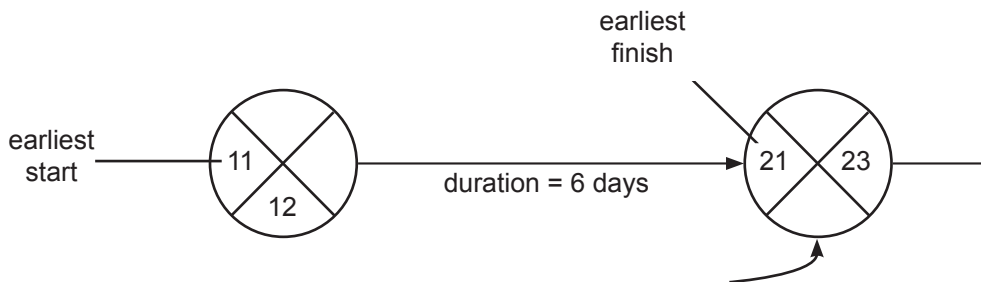 earliest
finish
earliest
start
11
12
duration = 6 days
21
23